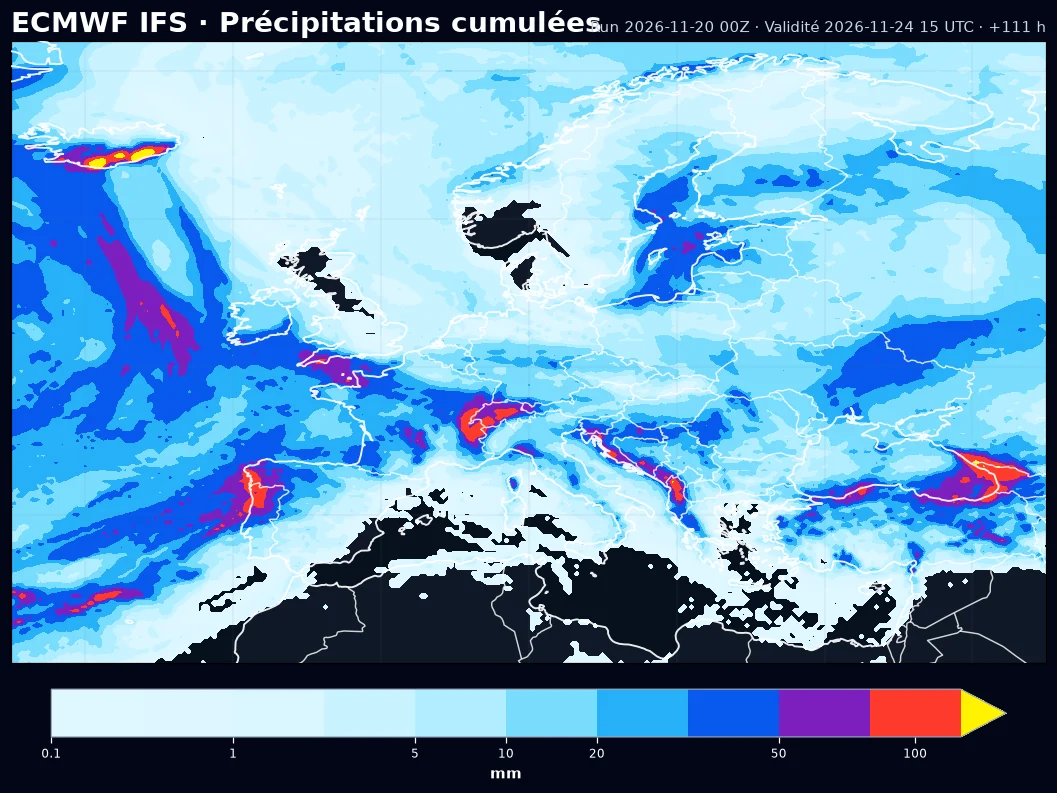 ECMWF IFS · Précipitations cumulées
Run 2026-11-20 00Z · Validité 2026-11-24 15 UTC · +111 h
0.1 1 5 10 20 50 100
mm